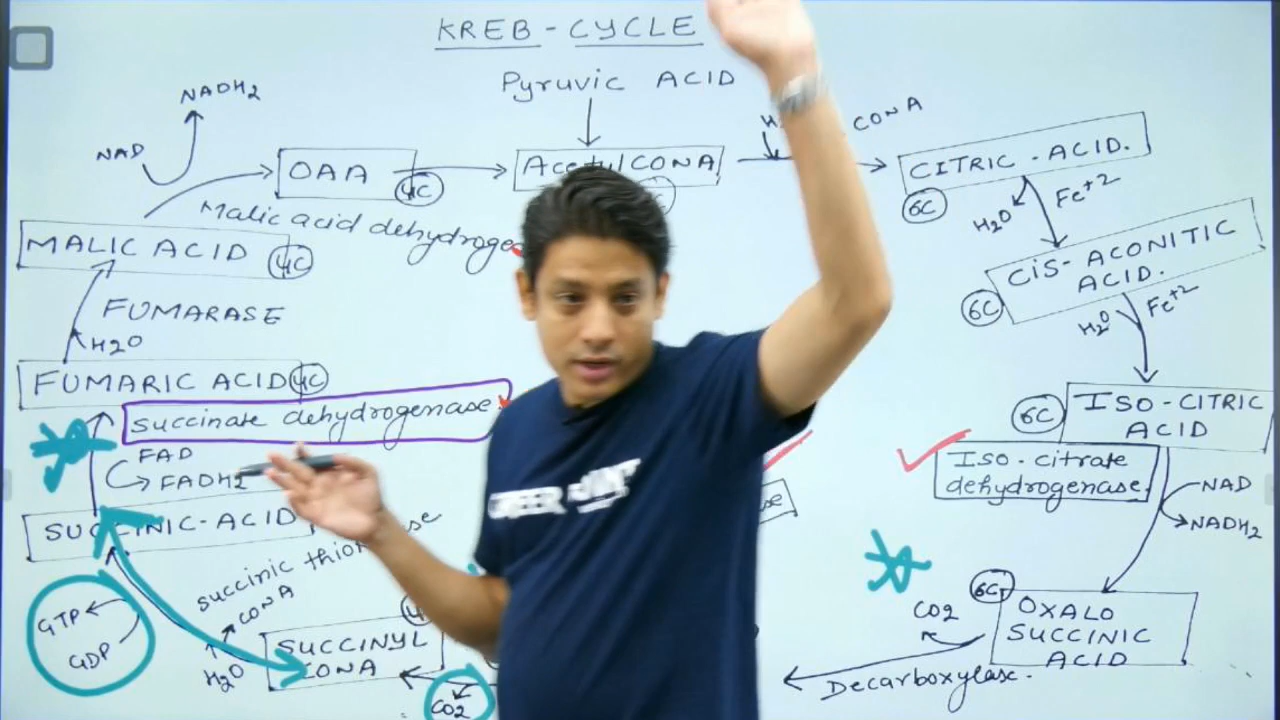 KREB-CYCLE
Pyruvic ACID
NADH2
NAD
OAA
4C
Acetyl CONA
CONA
CITRIC-ACID.
6C
H2O
Fe+2
Malic acid dehydroge
MALIC ACID
4C
CIS-ACONITIC
ACID.
6C
H2O
Fe+2
FUMARASE
H2O
FUMARIC ACID
4C
Succinate dehydrogenase
FAD
FADH2
ISO-CITRIC
ACID
6C
Iso-citrate
dehydrogenase.
NAD
NADH2
SUCCINIC-ACID
CAREER
succinic thio
CONA
GTP
GDP
H2O
SUCCINYL
CONA
CO2
6C
OXALO
SUCCINIC
ACID
CO2
Decarboxylase.